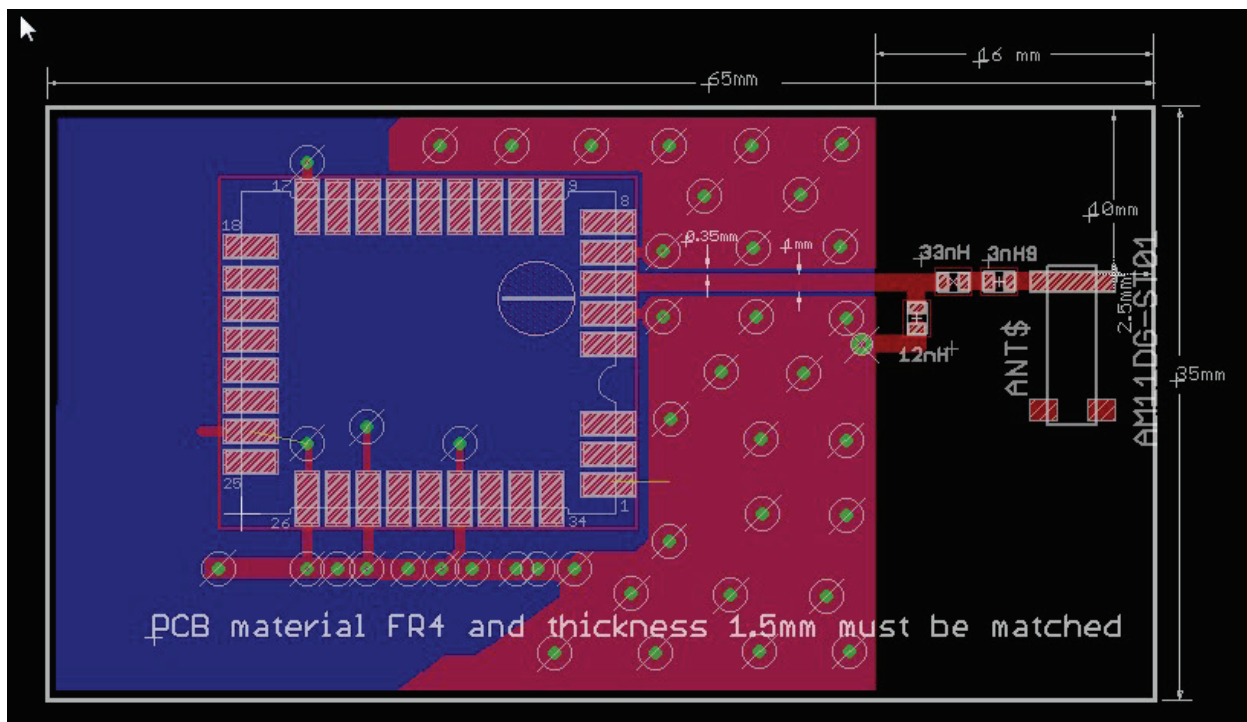 16 mm
65mm
17
9
8
18
10mm
0.35mm
1mm
33nH
3nH9
2.5mm
AM11DG-ST01
12nH
ANT$
35mm
25
26
34
1
PCB material FR4 and thickness 1.5mm must be matched